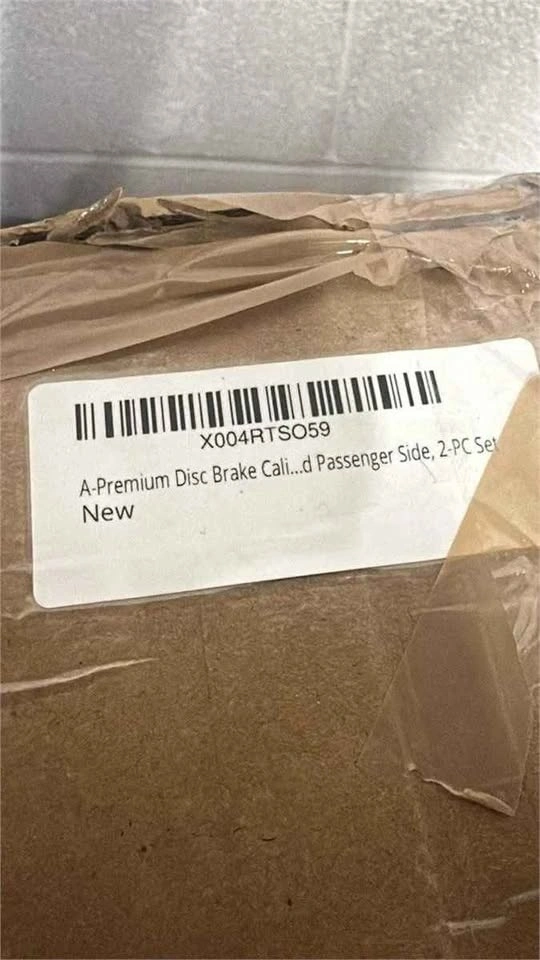 X004RTSO59
A-Premium Disc Brake Cali...d Passenger Side, 2-PC Set
New